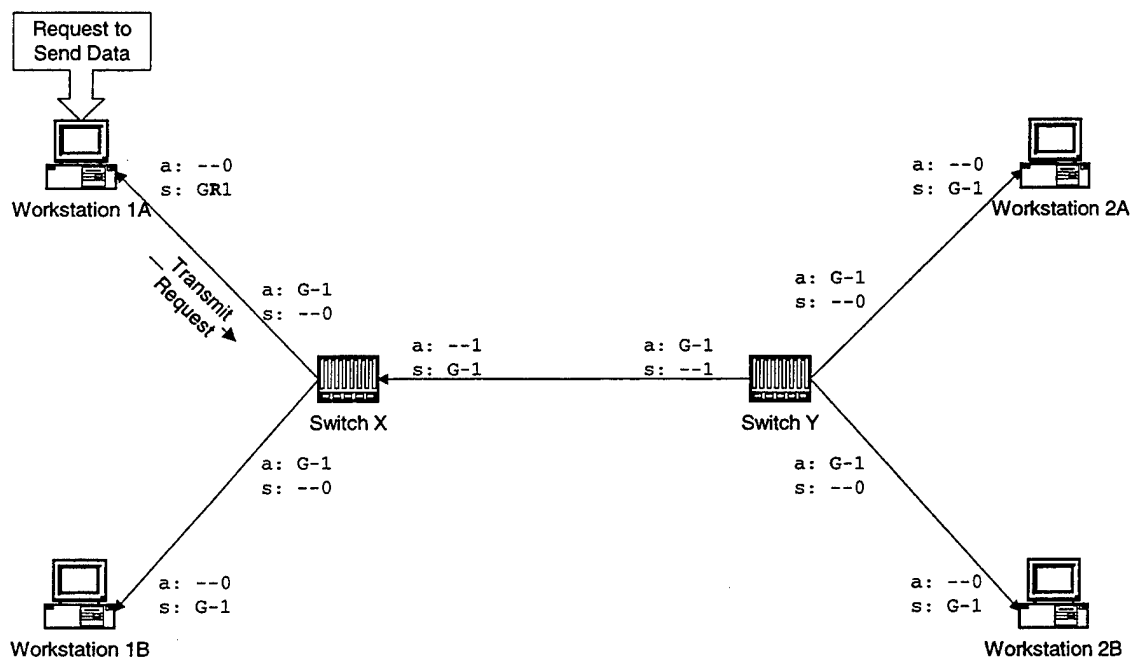 Request to
Send Data
a: --0
s: GR1
Workstation 1A
a: --0
s: G-1
Workstation 2A
Transmit
Request
a: G-1
s: --0
a: G-1
s: --0
a: --1
s: G-1
a: G-1
s: --1
Switch X
Switch Y
a: G-1
s: --0
a: G-1
s: --0
a: --0
s: G-1
Workstation 1B
a: --0
s: G-1
Workstation 2B